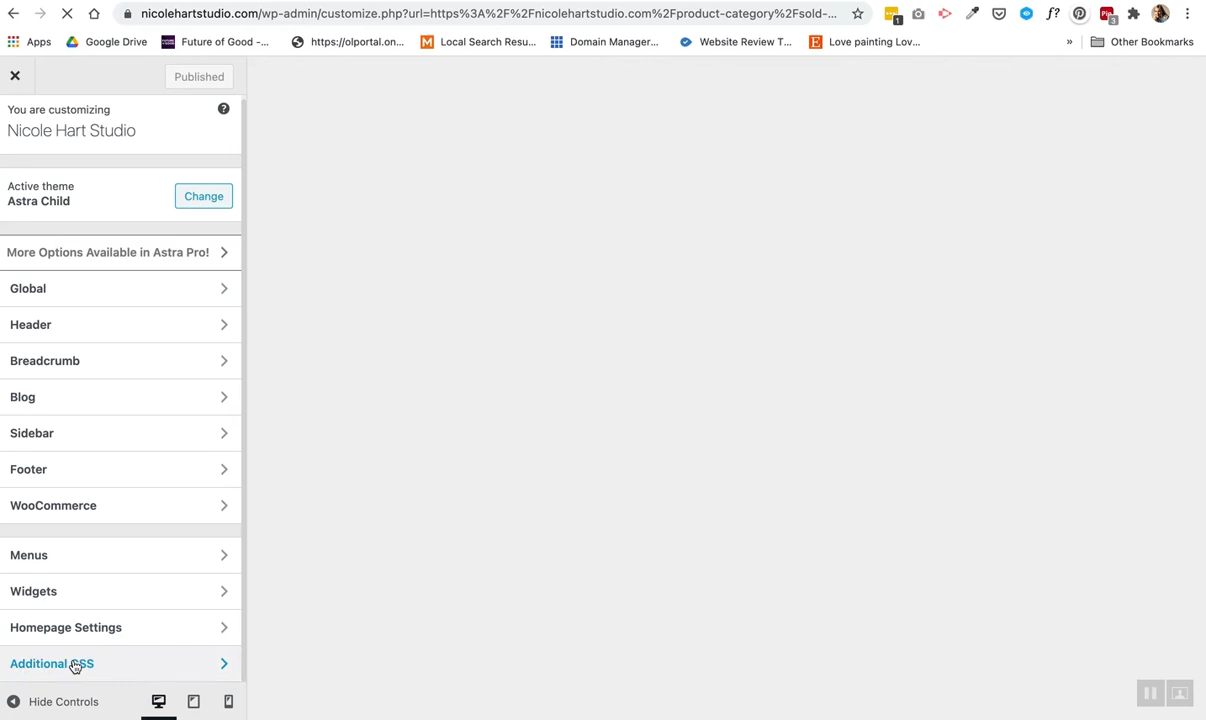 nicolehartstudio.com/wp-admin/customize.php?url=https%3A%2F%2Fnicolehartstudio.com%2Fproduct-category%2Fsold-...
1
f?
3
Apps
Google Drive
Future of Good -...
https://olportal.on...
Local Search Resu...
Domain Manager...
Website Review T...
Love painting Lov...
»
Other Bookmarks
Published
You are customizing
Nicole Hart Studio
Active theme
Astra Child
Change
More Options Available in Astra Pro!
Global
Header
Breadcrumb
Blog
Sidebar
Footer
WooCommerce
Menus
Widgets
Homepage Settings
Additional CSS
Hide Controls